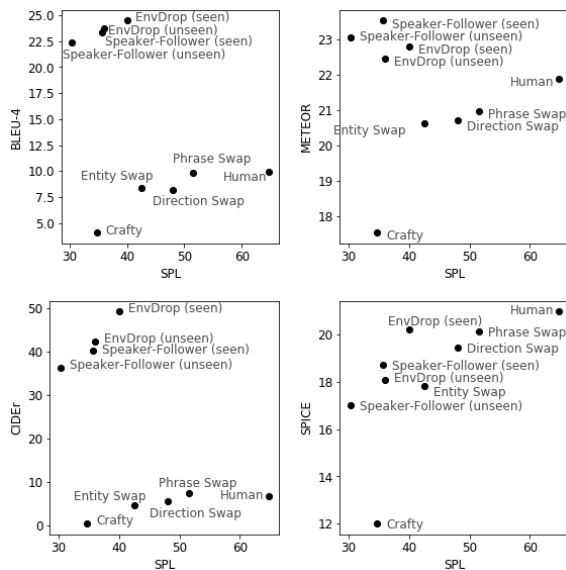 25.0
22.5
20.0
17.5
15.0
12.5
10.0
7.5
5.0
BLEU-4
EnvDrop (seen)
EnvDrop (unseen)
Speaker-Follower (seen)
Speaker-Follower (unseen)
Phrase Swap
Entity Swap
Human
Direction Swap
Crafty
30 40 50 60
SPL
23
22
21
20
19
18
METEOR
Speaker-Follower (seen)
Speaker-Follower (unseen)
EnvDrop (seen)
EnvDrop (unseen)
Human
Phrase Swap
Entity Swap
Direction Swap
Crafty
30 40 50 60
SPL
50
40
30
20
10
0
CIDEr
EnvDrop (seen)
EnvDrop (unseen)
Speaker-Follower (seen)
Speaker-Follower (unseen)
Phrase Swap
Entity Swap
Human
Direction Swap
Crafty
30 40 50 60
SPL
20
18
16
14
12
SPICE
Human
EnvDrop (seen)
Phrase Swap
Direction Swap
Speaker-Follower (seen)
EnvDrop (unseen)
Entity Swap
Speaker-Follower (unseen)
Crafty
30 40 50 60
SPL